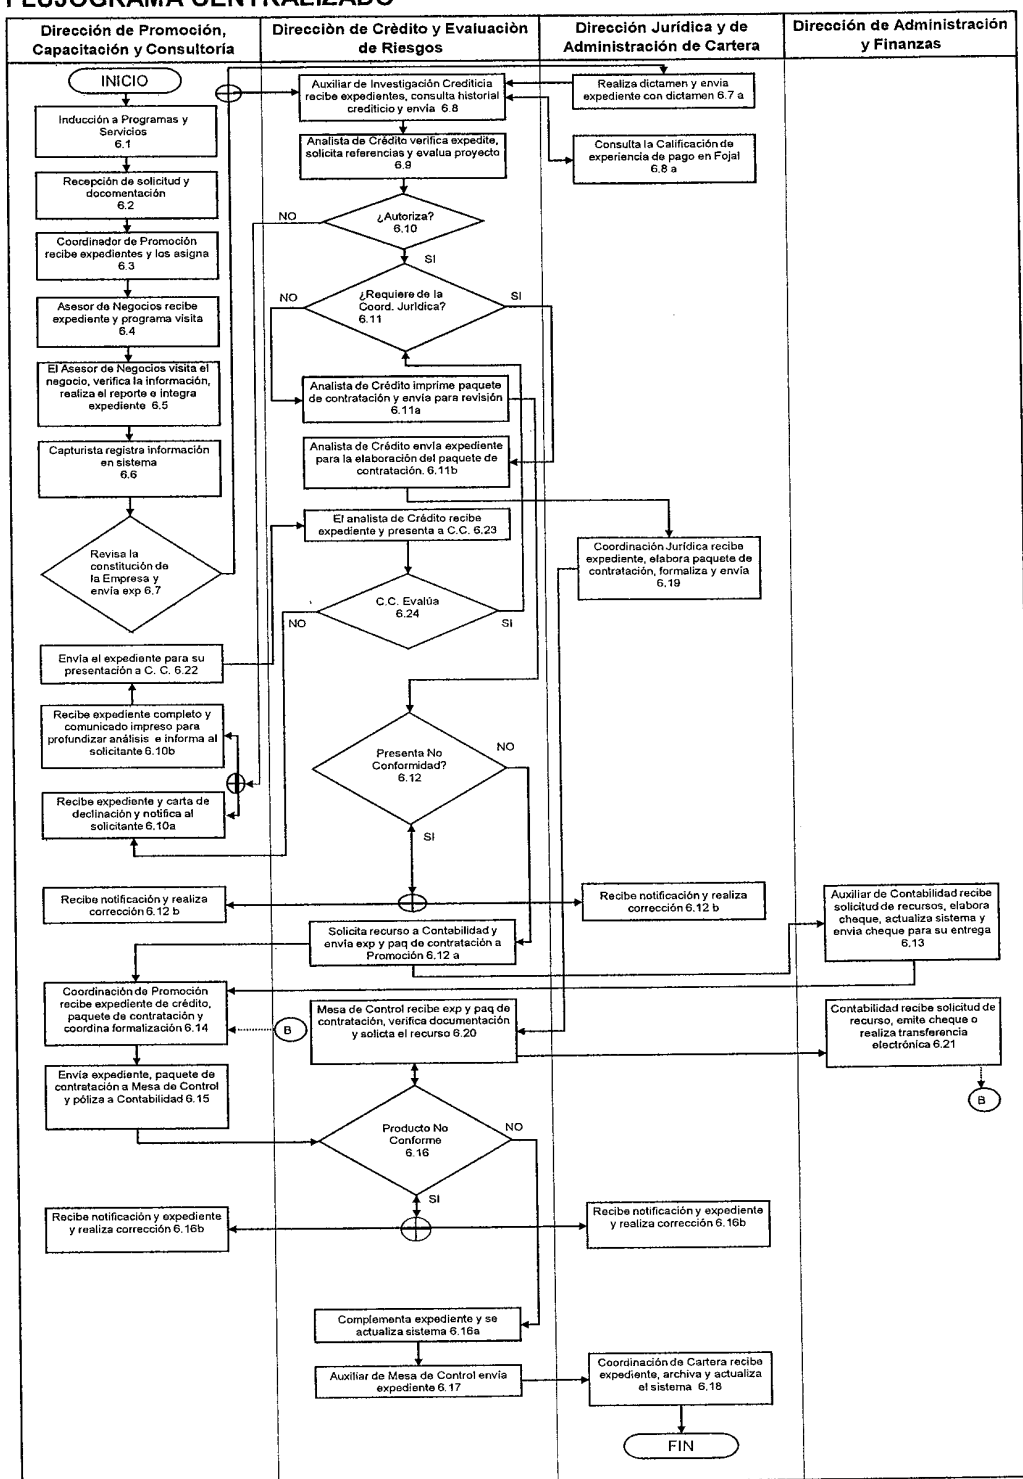 FLUJOGRAMA CENTRALIZADO
Dirección de Promoción,
Capacitación y Consultoría
Direcciòn de Crèdito y Evaluaciòn
de Riesgos
Dirección Jurídica y de
Administración de Cartera
Dirección de Administración
y Finanzas
INICIO
Inducción a Programas y
Servicios
6.1
Recepción de solicitud y
docomentación
6.2
Coordinador de Promoción
recibe expedientes y los asigna
6.3
Asesor de Negocios recibe
expediente y programa visita
6.4
El Asesor de Negocios visita el
negocio, verifica la información,
realiza el reporte e integra
expediente 6.5
Capturista registra información
en sistema
6.6
Revisa la
constitución de
la Empresa y
envía exp 6.7
Envía el expediente para su
presentación a C. C. 6.22
Recibe expediente completo y
comunicado impreso para
profundizar análisis e informa al
solicitante 6.10b
Recibe expediente y carta de
declinación y notifica al
solicitante 6.10a
Recibe notificación y realiza
corrección 6.12 b
Coordinación de Promoción
recibe expediente de crédito,
paquete de contratación y
coordina formalización 6.14
Envía expediente, paquete de
contratación a Mesa de Control
y póliza a Contabilidad 6.15
Recibe notificación y expediente
y realiza corrección 6.16b
Auxiliar de Investigación Crediticia
recibe expedientes, consulta historial
crediticio y envía 6.8
Analista de Crédito verifica expedite,
solicita referencias y evalua proyecto
6.9
NO
¿Autoriza?
6.10
SI
NO
¿Requiere de la
Coord. Jurídica?
6.11
SI
Analista de Crédito imprime paquete
de contratación y envía para revisión
6.11a
Analista de Crédito envía expediente
para la elaboración del paquete de
contratación. 6.11b
El analista de Crédito recibe
expediente y presenta a C.C. 6.23
C.C. Evalúa
6.24
NO
SI
Presenta No
Conformidad?
6.12
NO
SI
Solicita recurso a Contabilidad y
envía exp y paq de contratación a
Promoción 6.12 a
Mesa de Control recibe exp y paq de
contratación, verifica documentación
y solicta el recurso 6.20
B
Producto No
Conforme
6.16
NO
SI
Complementa expediente y se
actualiza sistema 6.16a
Auxiliar de Mesa de Control envía
expediente 6.17
Realiza dictamen y envía
expediente con dictamen 6.7 a
Consulta la Calificación de
experiencia de pago en Fojal
6.8 a
Coordinación Jurídica recibe
expediente, elabora paquete de
contratación, formaliza y envía
6.19
Recibe notificación y realiza
corrección 6.12 b
Recibe notificación y expediente
y realiza corrección 6.16b
Coordinación de Cartera recibe
expediente, archiva y actualiza
el sistema 6.18
FIN
Auxiliar de Contabilidad recibe
solicitud de recursos, elabora
cheque, actualiza sistema y
envia cheque para su entrega
6.13
Contabilidad recibe solicitud de
recurso, emite cheque o
realiza transferencia
electrónica 6.21
B